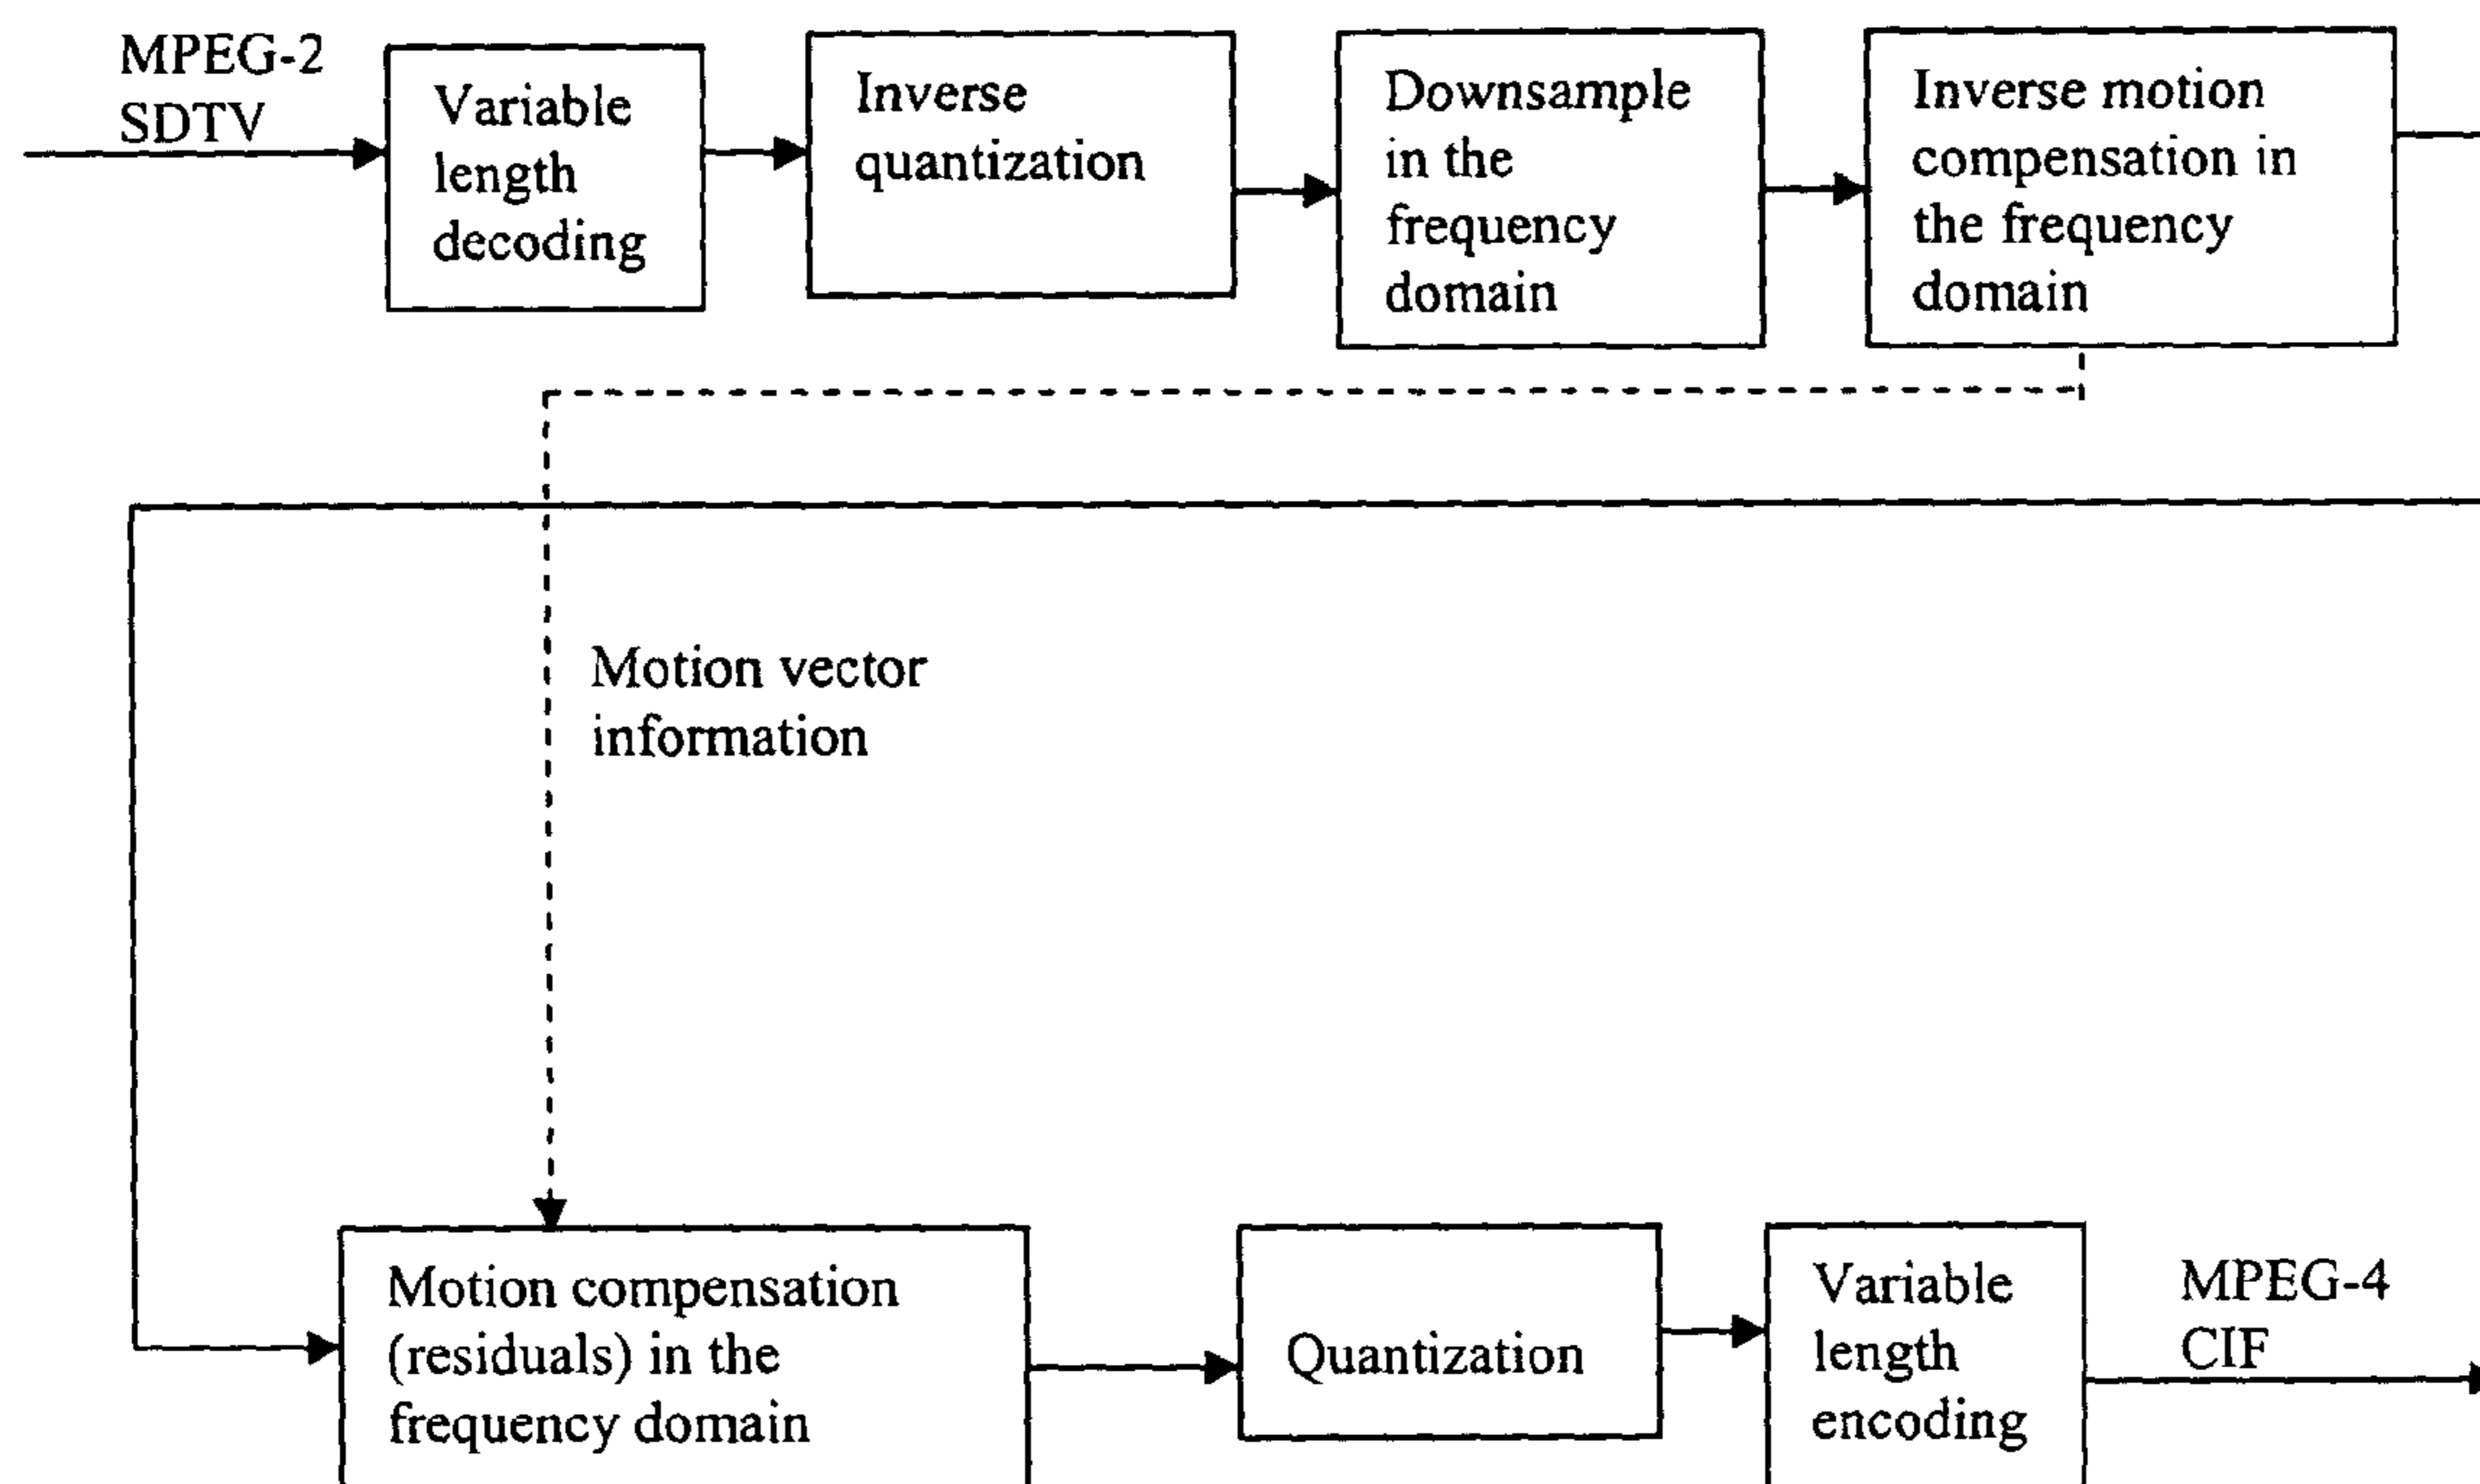 MPEG-2
SDTV
Variable
length
decoding
Inverse
quantization
Downsample
in the
frequency
domain
Inverse motion
compensation in
the frequency
domain
Motion vector
information
Motion compensation
(residuals) in the
frequency domain
Quantization
Variable
length
encoding
MPEG-4
CIF